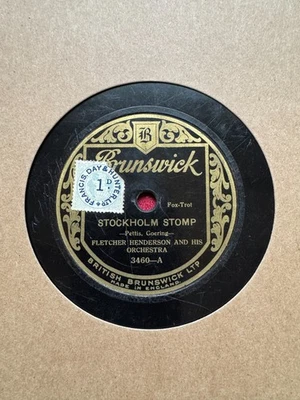 B
Brunswick
FRANCIS, DAY & HUNTER, LTD
1D.
Fox-Trot
STOCKHOLM STOMP
—Pettis, Goering—
FLETCHER HENDERSON AND HIS
ORCHESTRA
3460—A
BRITISH BRUNSWICK LTD
MADE IN ENGLAND.